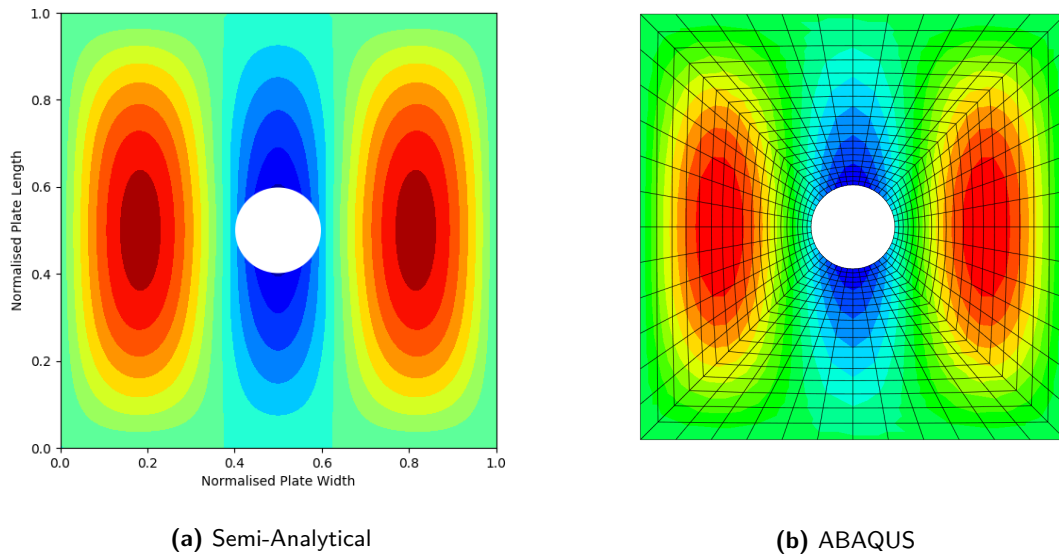 1.0
0.8
0.6
0.4
0.2
0.0
Normalised Plate Length
0.0 0.2 0.4 0.6 0.8 1.0
Normalised Plate Width
(a) Semi-Analytical
(b) ABAQUS